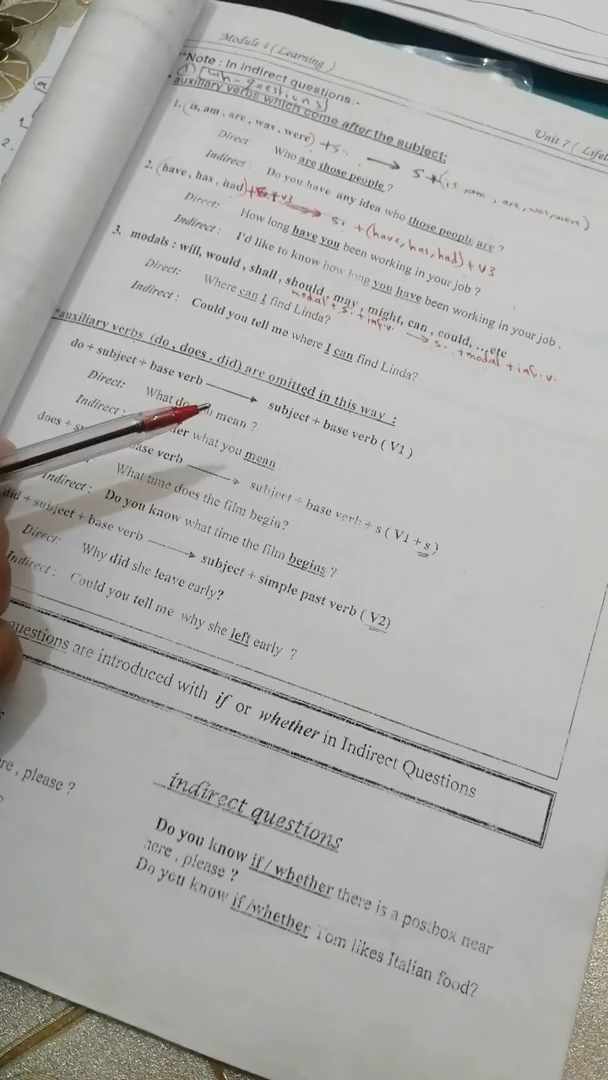 Module 4 ( Learning )
Unit 7 ( Lifel
*Note : In indirect questions:-
① [wh-questions]
auxiliary verbs which come after the subject:
1. (is, am , are , was , were) +s.. → s+(is, am , are, was, were)
Direct Who are those people ?
Indirect : Do you have any idea who those people are ?
2. (have , has , had)+s+v3 → s. +(have, has, had)+v3
Direct: How long have you been working in your job ?
Indirect : I'd like to know how long you have been working in your job .
3. modals : will, would , shall , should , may , might, can , could, ...etc
modal + s. + inf.v. → s. +modal +inf.v.
Direct: Where can I find Linda?
Indirect : Could you tell me where I can find Linda?
*auxiliary verbs (do , does , did) are omitted in this way :
do + subject + base verb → subject + base verb ( V1 )
Direct: What do mean ?
Indirect : what you mean .
does + base verb → subject + base verb + s ( V1 + s )
What time does the film begin?
Indirect : Do you know what time the film begins ?
did + subject + base verb → subject + simple past verb ( V2)
Direct: Why did she leave early?
Indirect : Could you tell me why she left early ?
questions are introduced with if or whether in Indirect Questions
re , please ?
indirect questions
Do you know if / whether there is a postbox near
here , please ?
Do you know if /whether Tom likes Italian food?